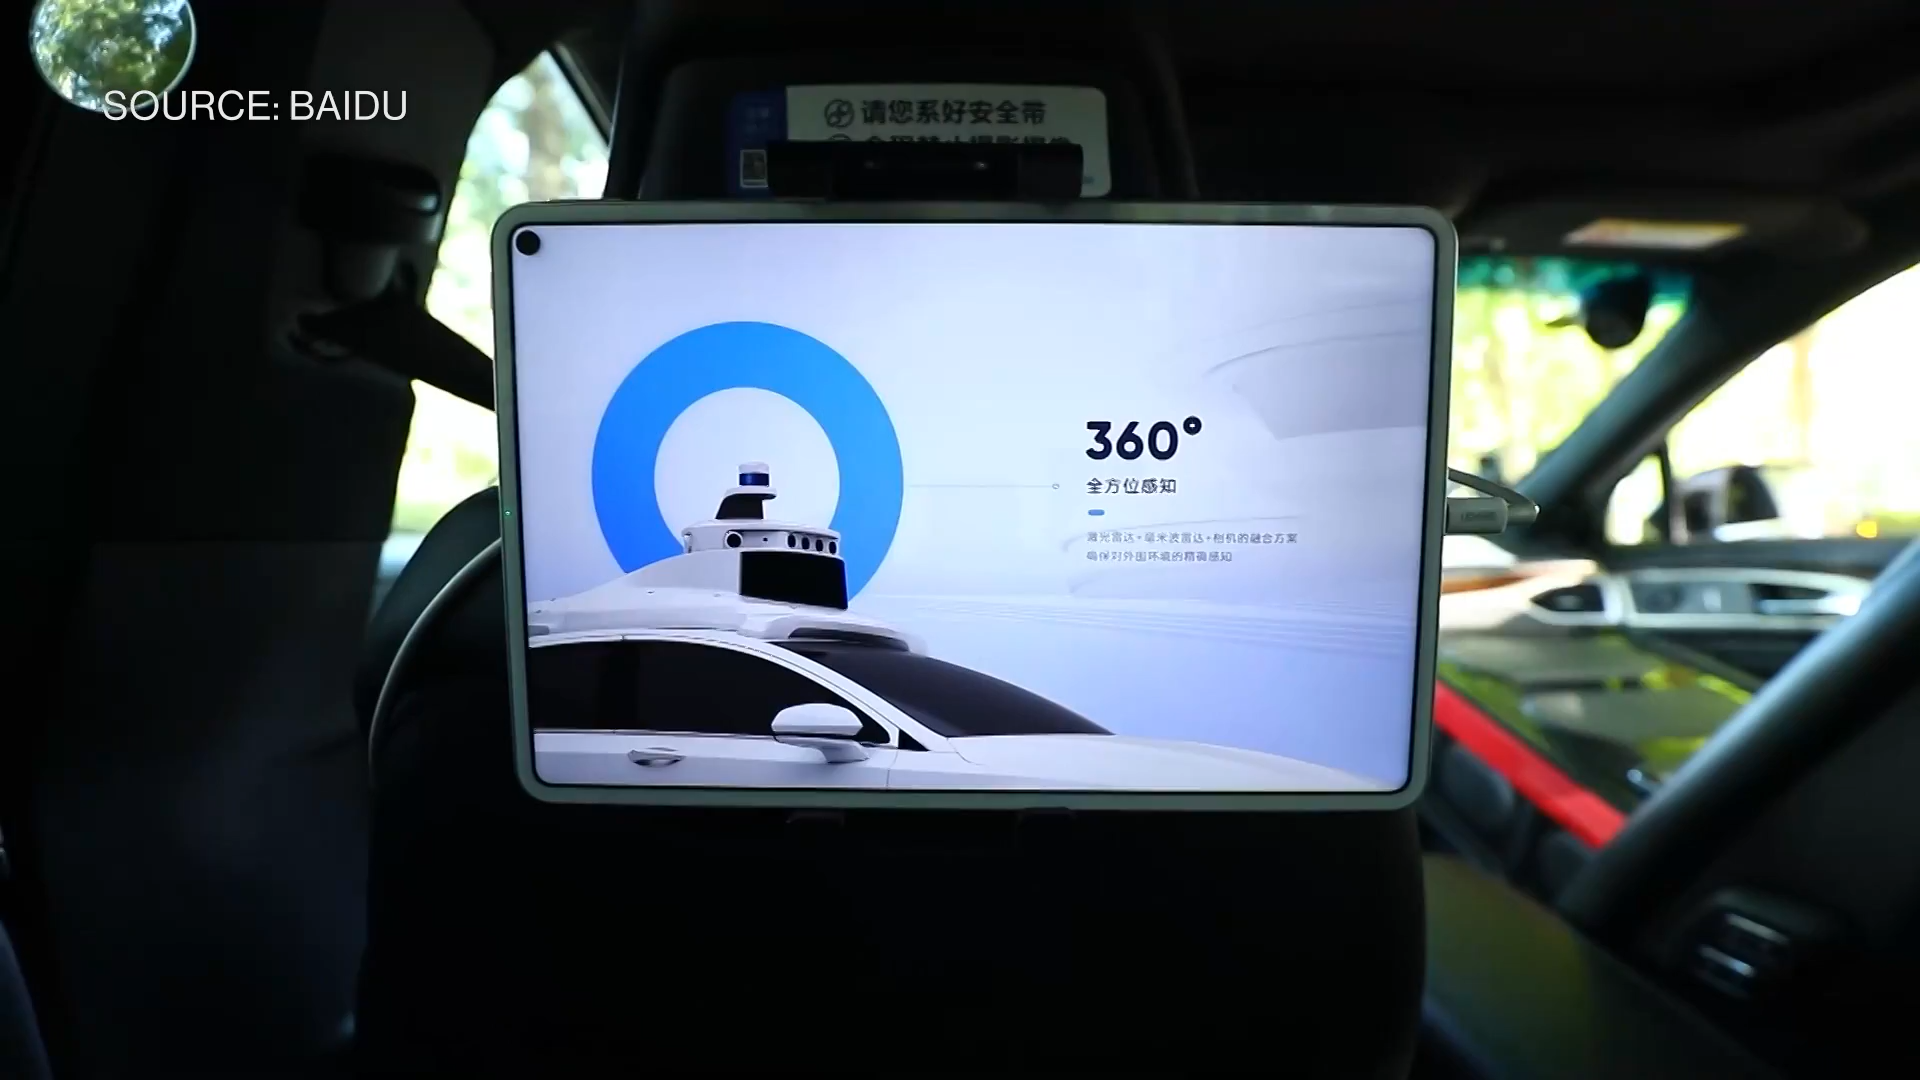 SOURCE: BAIDU
请您系好安全带
360°
全方位感知
激光雷达+毫米波雷达+相机的融合方案
确保对外围环境的精确感知